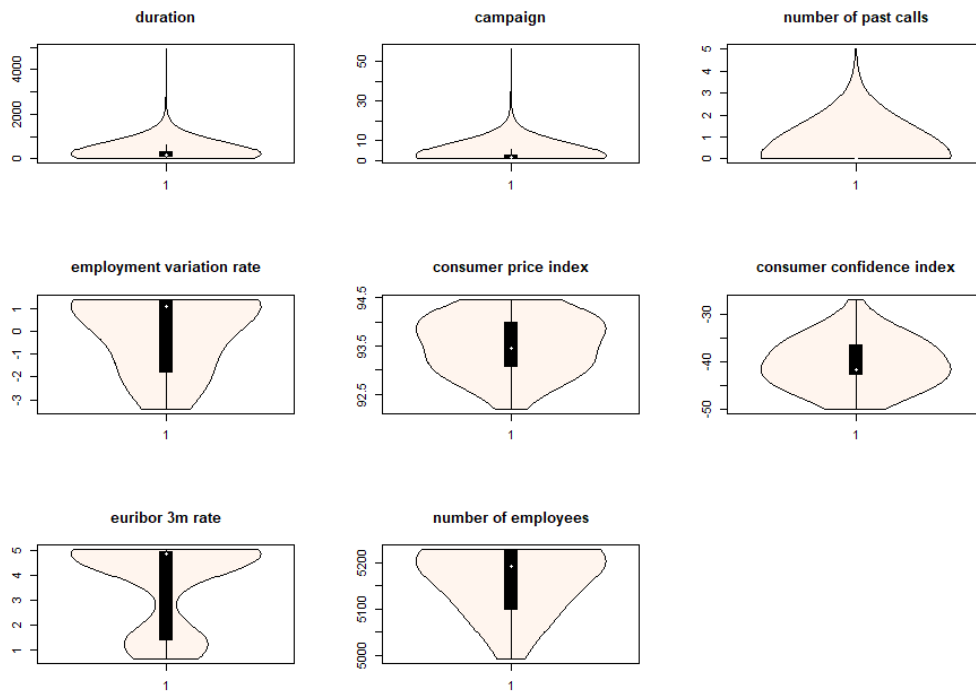 duration
campaign
number of past calls
0 2000 4000
0 10 30 50
0 1 2 3 4 5
1
1
1
employment variation rate
consumer price index
consumer confidence index
-3 -2 -1 0 1
92.5 93.5 94.5
-50 -40 -30
1
1
1
euribor 3m rate
number of employees
1 2 3 4 5
5000 5100 5200
1
1